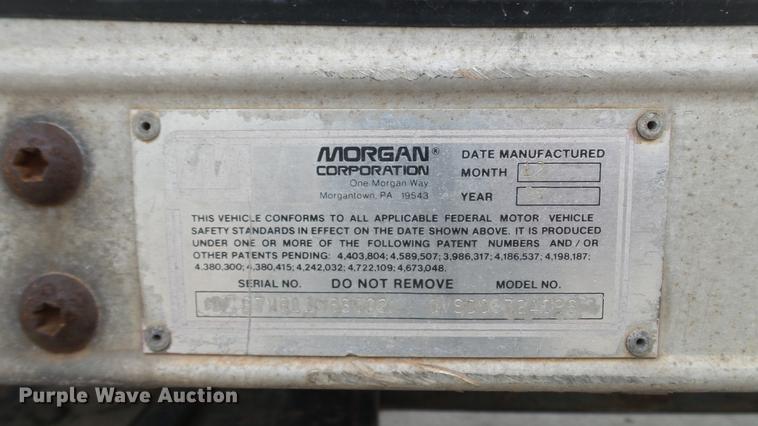 MORGAN®
CORPORATION
One Morgan Way
Morgantown, PA 19543
DATE MANUFACTURED
MONTH
YEAR
THIS VEHICLE CONFORMS TO ALL APPLICABLE FEDERAL MOTOR VEHICLE
SAFETY STANDARDS IN EFFECT ON THE DATE SHOWN ABOVE. IT IS PRODUCED
UNDER ONE OR MORE OF THE FOLLOWING PATENT NUMBERS AND / OR
OTHER PATENTS PENDING: 4,403,804; 4,589,507; 3,986,317; 4,186,537; 4,198,187;
4,380,300; 4,380,415; 4,242,032; 4,722,109; 4,673,048.
SERIAL NO. DO NOT REMOVE MODEL NO.
Purple Wave Auction